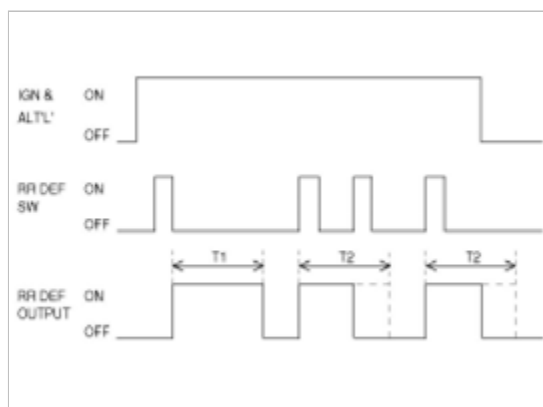 IGN & ON
ALT'L'
OFF
RR DEF ON
SW
OFF
T1 T2 T2
RR DEF ON
OUTPUT
OFF